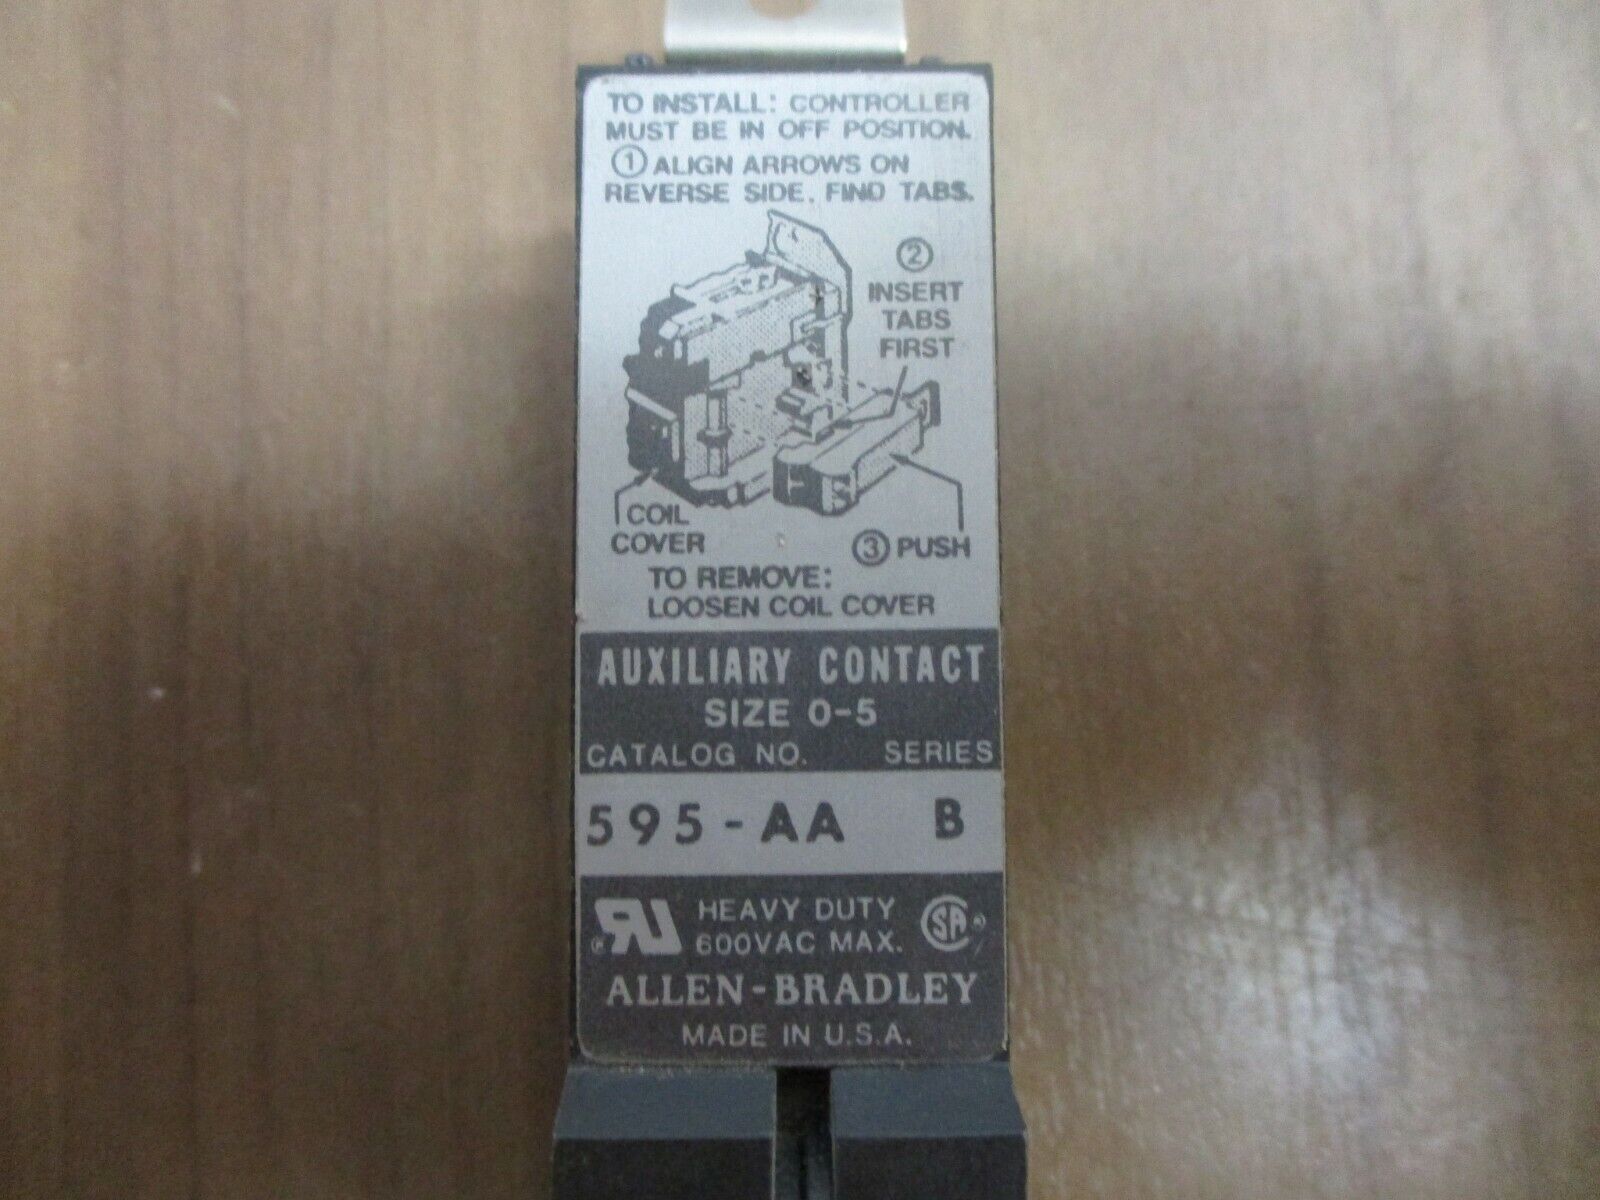 TO INSTALL: CONTROLLER
MUST BE IN OFF POSITION.
① ALIGN ARROWS ON
REVERSE SIDE. FIND TABS.
②
INSERT
TABS
FIRST
COIL
COVER
③ PUSH
TO REMOVE:
LOOSEN COIL COVER
AUXILIARY CONTACT
SIZE 0-5
CATALOG NO. SERIES
595-AA B
HEAVY DUTY
600VAC MAX.
ALLEN-BRADLEY
MADE IN U.S.A.